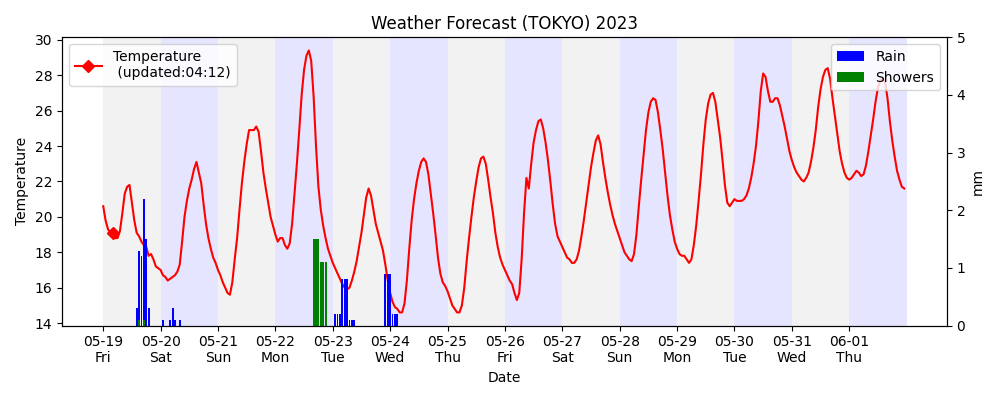 Weather Forecast (TOKYO) 2023
Temperature
(updated:04:12)
Rain
Showers
30
28
26
24
22
20
18
16
14
Temperature
5
4
3
2
1
0
mm
05-19 05-20 05-21 05-22 05-23 05-24 05-25 05-26 05-27 05-28 05-29 05-30 05-31 06-01
Fri Sat Sun Mon Tue Wed Thu Fri Sat Sun Mon Tue Wed Thu
Date